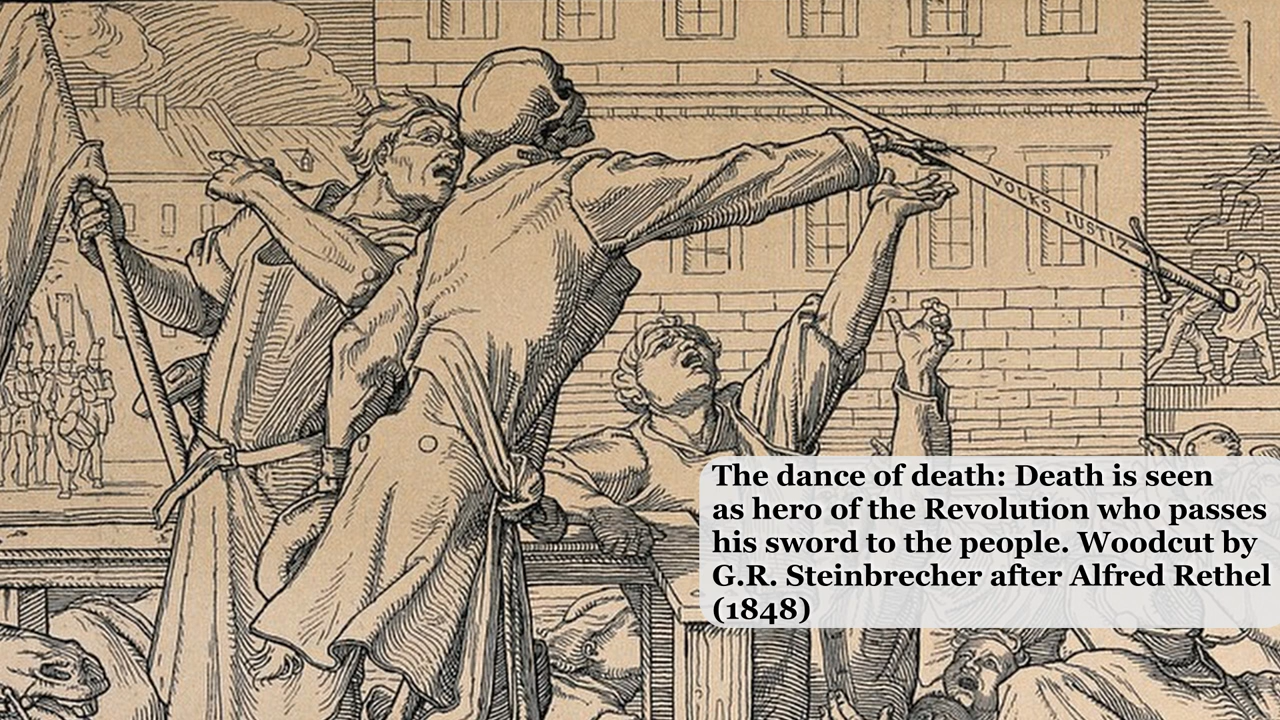 VOLKS IUSTIZ
The dance of death: Death is seen
as hero of the Revolution who passes
his sword to the people. Woodcut by
G.R. Steinbrecher after Alfred Rethel
(1848)